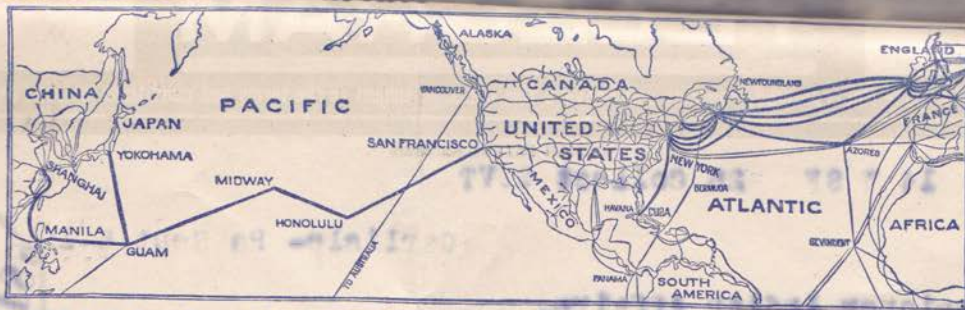 ALASKA
ENGLAND
CHINA
PACIFIC
VANCOUVER
CANADA
NEWFOUNDLAND
JAPAN
FRANCE
UNITED
STATES
SAN FRANCISCO
YOKOHAMA
SHANGHAI
AZORES
NEW YORK
MIDWAY
BERMUDA
MEXICO
HONOLULU
HAVANA
CUBA
ATLANTIC
AFRICA
MANILA
GUAM
TO AUSTRALIA
PANAMA
SOUTH
AMERICA